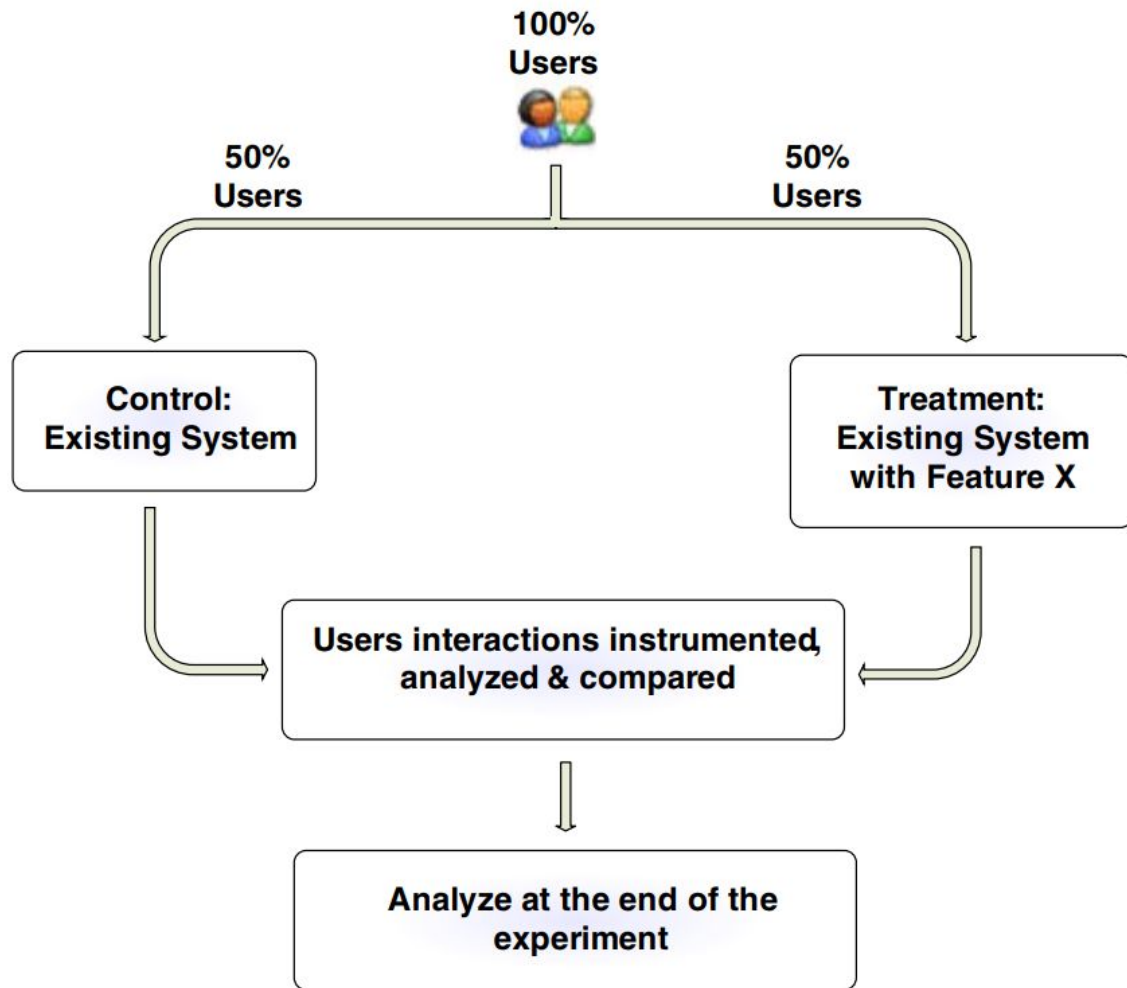 100%
Users
50%
Users
50%
Users
Control:
Existing System
Treatment:
Existing System
with Feature X
Users interactions instrumented,
analyzed & compared
Analyze at the end of the
experiment